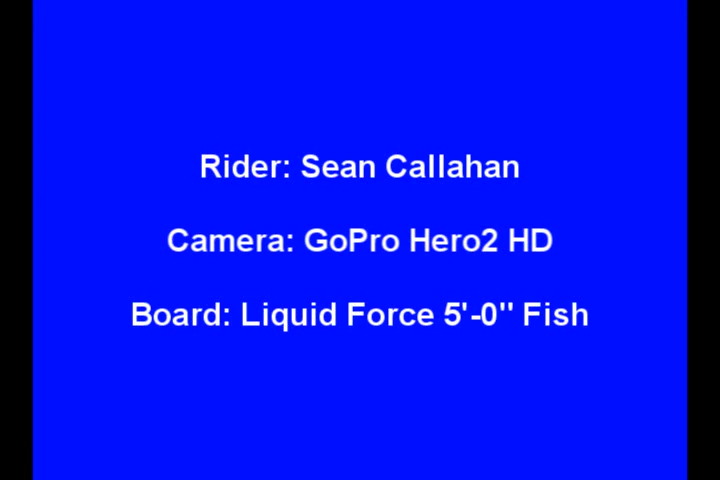 Rider: Sean Callahan
Camera: GoPro Hero2 HD
Board: Liquid Force 5'-0" Fish